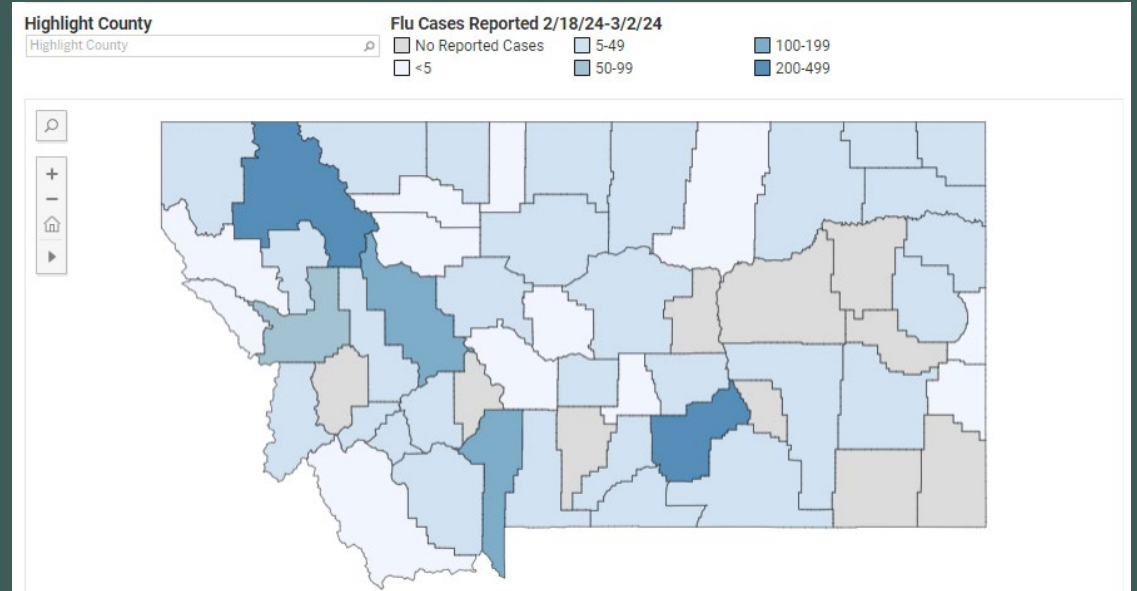 Highlight County
Highlight County
Flu Cases Reported 2/18/24-3/2/24
No Reported Cases 5-49 100-199
<5 50-99 200-499